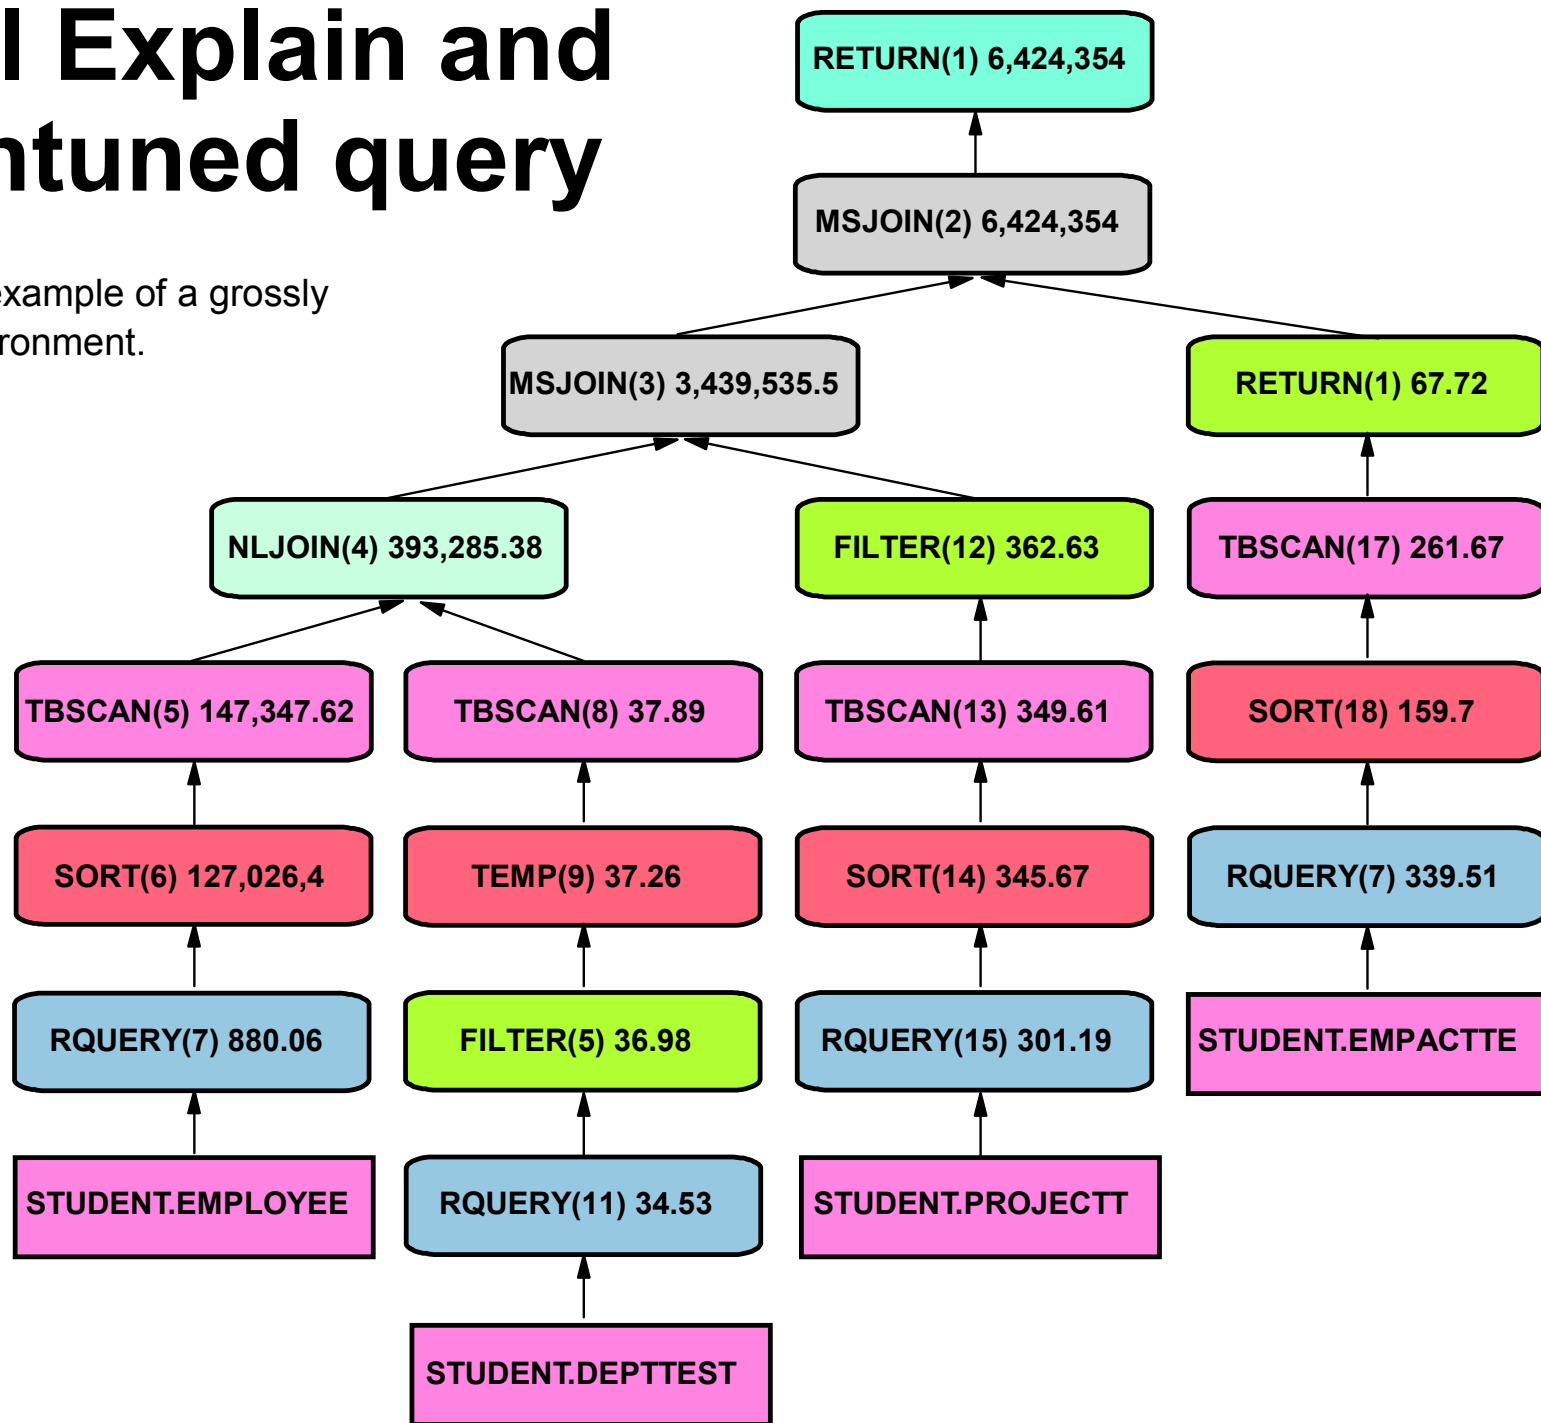 l Explain and
ntuned query
example of a grossly
ronment.
RETURN(1) 6,424,354
MSJOIN(2) 6,424,354
MSJOIN(3) 3,439,535.5
RETURN(1) 67.72
NLJOIN(4) 393,285.38
FILTER(12) 362.63
TBSCAN(17) 261.67
TBSCAN(5) 147,347.62
TBSCAN(8) 37.89
TBSCAN(13) 349.61
SORT(18) 159.7
SORT(6) 127,026,4
TEMP(9) 37.26
SORT(14) 345.67
RQUERY(7) 339.51
RQUERY(7) 880.06
FILTER(5) 36.98
RQUERY(15) 301.19
STUDENT.EMPACTTE
STUDENT.EMPLOYEE
RQUERY(11) 34.53
STUDENT.PROJECTT
STUDENT.DEPTTEST